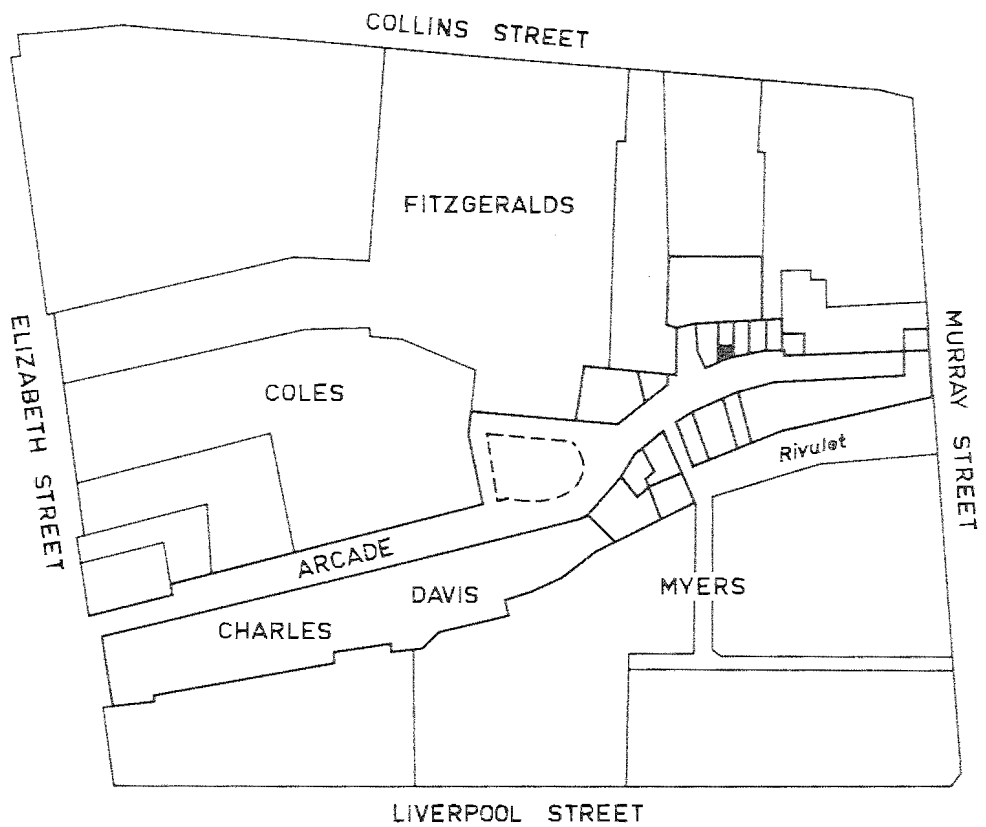 COLLINS STREET
FITZGERALDS
ELIZABETH STREET
MURRAY STREET
COLES
Rivulet
ARCADE
DAVIS
MYERS
CHARLES
LIVERPOOL STREET